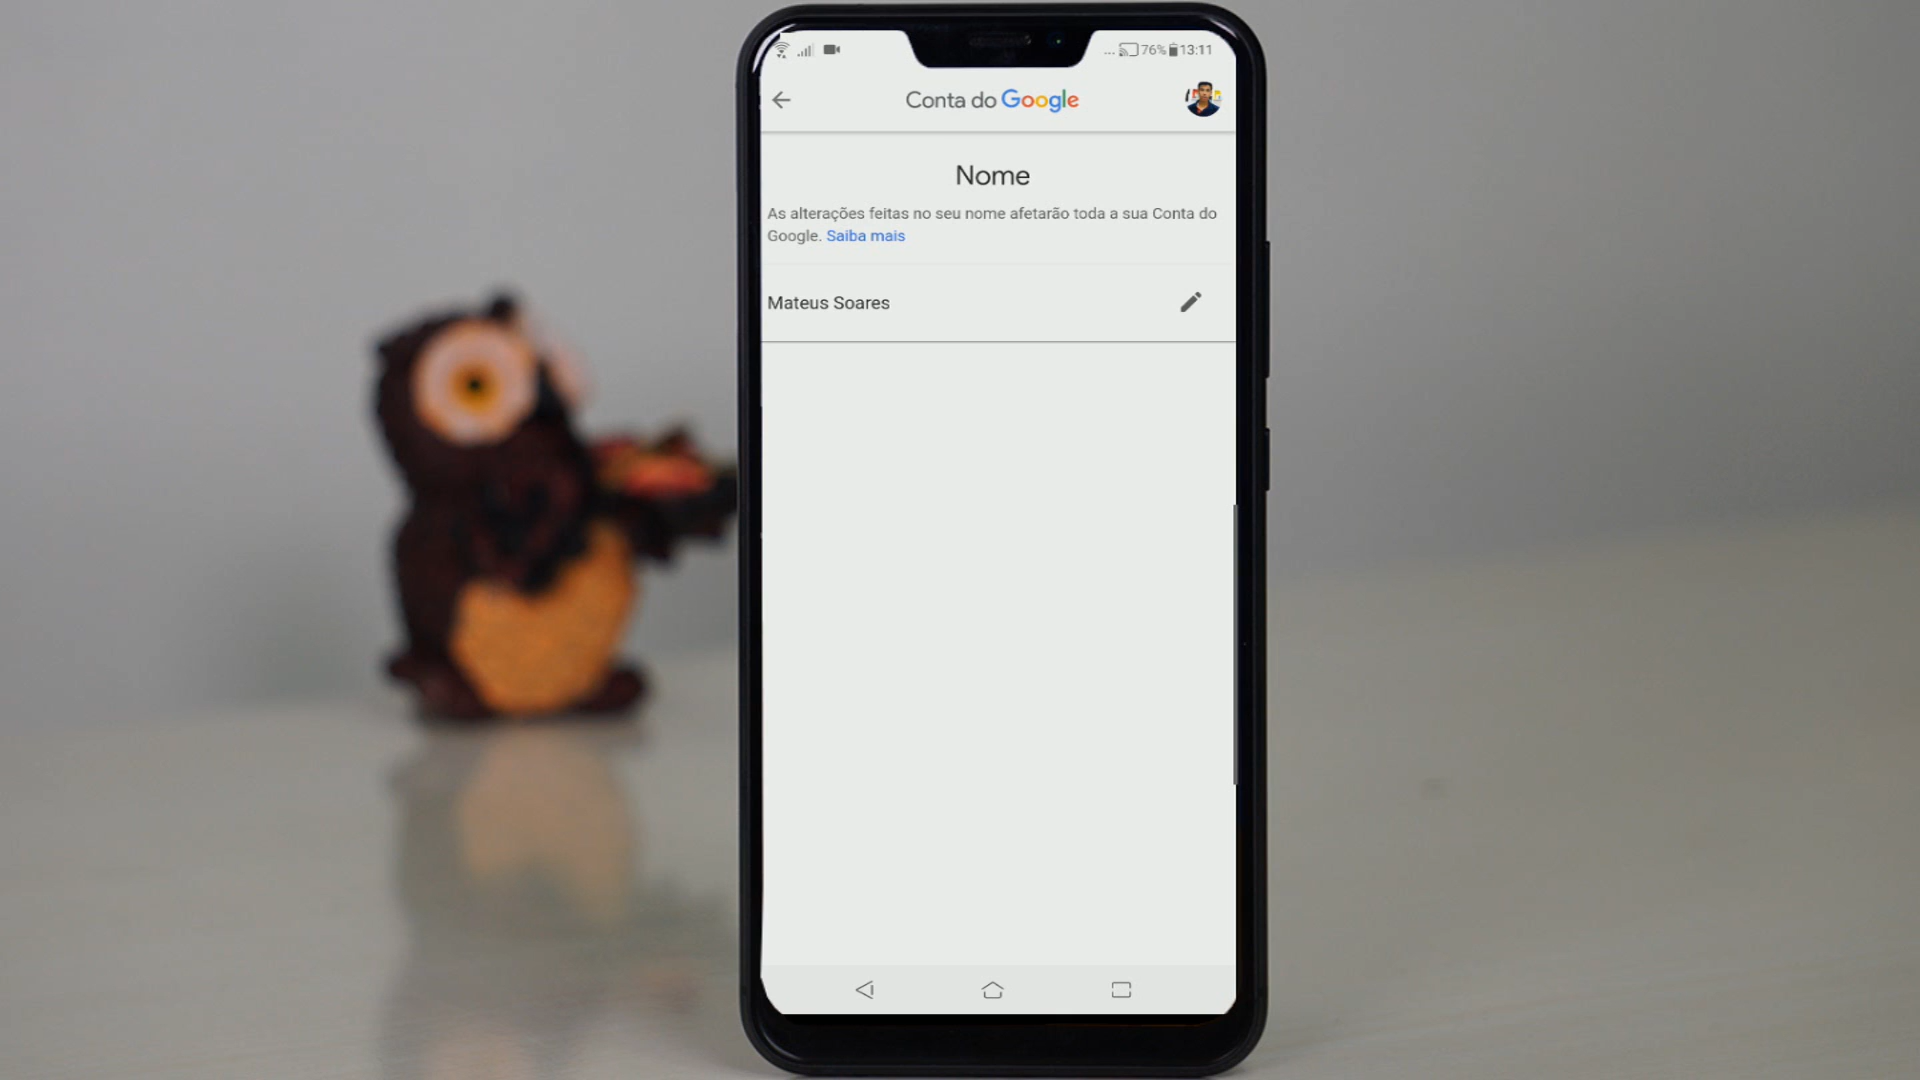 ... 76% 13:11
Conta do Google
Nome
As alterações feitas no seu nome afetarão toda a sua Conta do
Google. Saiba mais
Mateus Soares